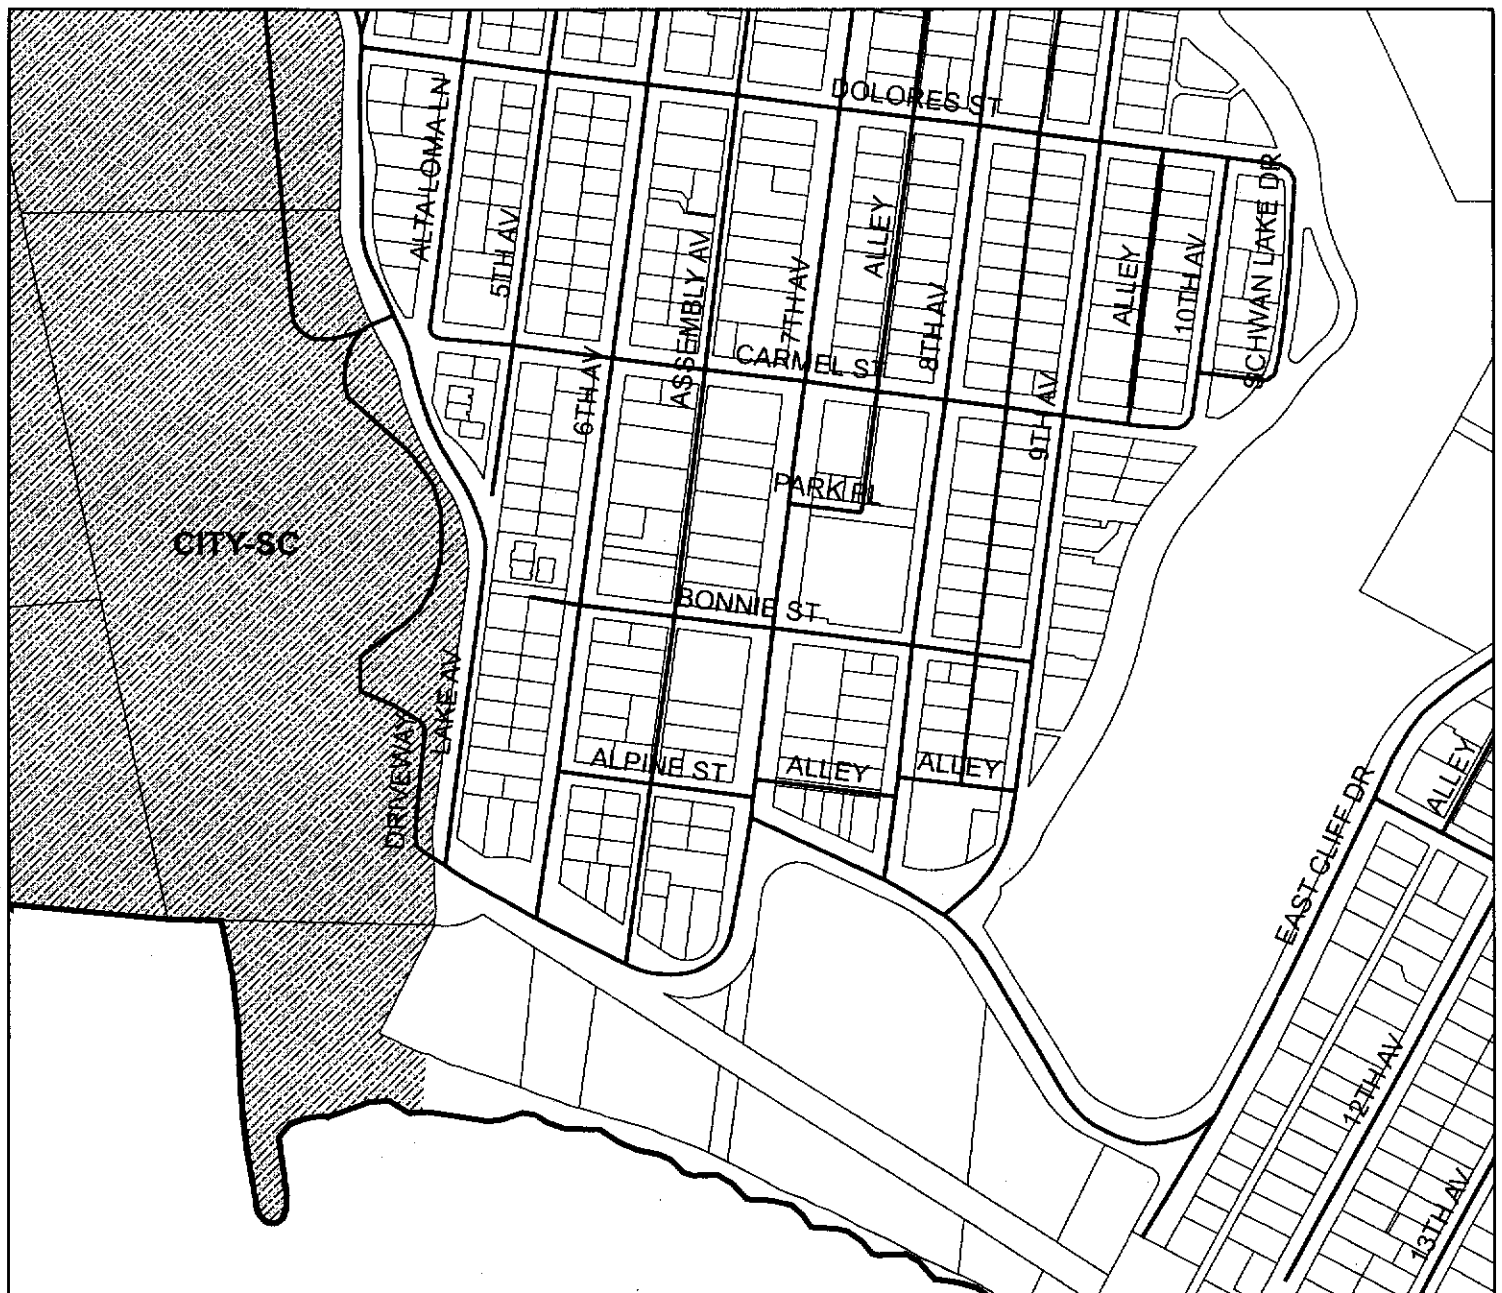 DOLORES ST
ALTALOMA LN
5TH AV
ASSEMBLY AV
7TH AV
ALLEY
8TH AV
ALLEY
10TH AV
SCHWAN LAKE DR
CARMEL ST
6TH AV
9TH AV
PARK PL
CITY-SC
BONNIE ST
LAKE AV
DRIVEWAY
ALPINE ST
ALLEY
ALLEY
ALLEY
EAST CLIFF DR
12TH AV
13TH AV